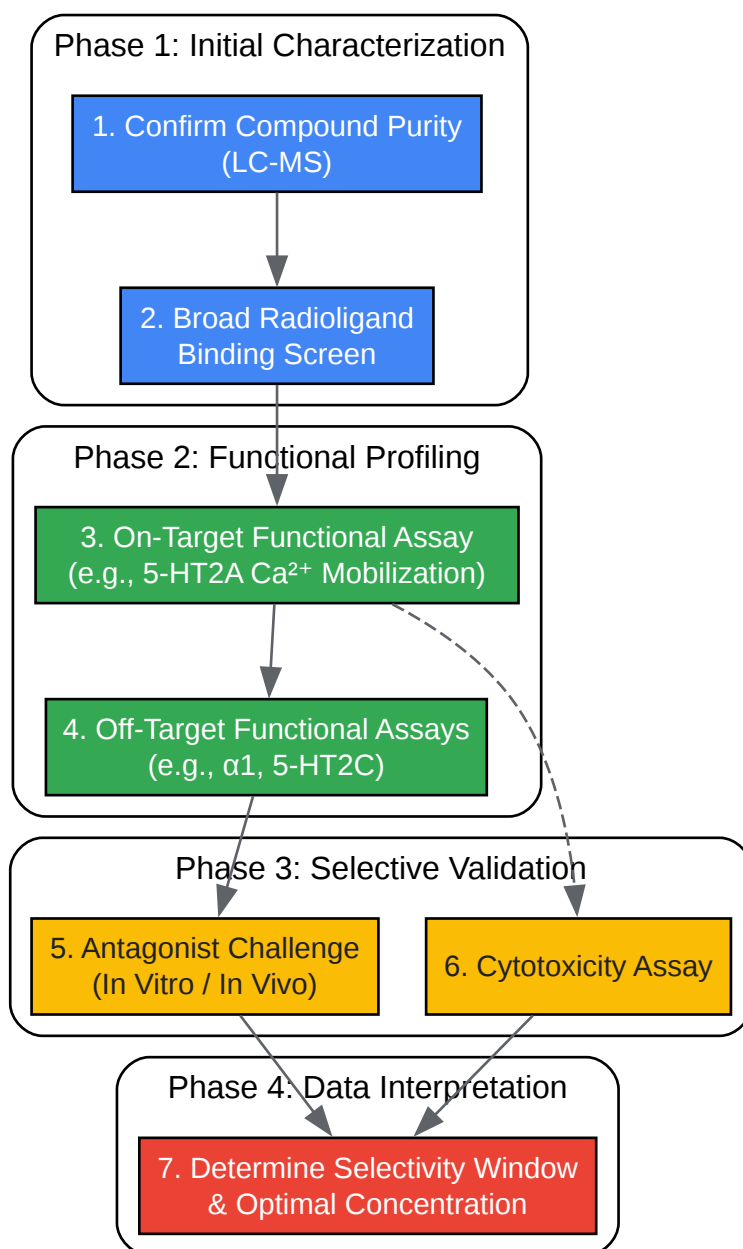 Phase 1: Initial Characterization
1. Confirm Compound Purity
(LC-MS)
2. Broad Radioligand
Binding Screen
Phase 2: Functional Profiling
3. On-Target Functional Assay
(e.g., 5-HT2A Ca²⁺ Mobilization)
4. Off-Target Functional Assays
(e.g., α1, 5-HT2C)
Phase 3: Selective Validation
5. Antagonist Challenge
(In Vitro / In Vivo)
6. Cytotoxicity Assay
Phase 4: Data Interpretation
7. Determine Selectivity Window
& Optimal Concentration